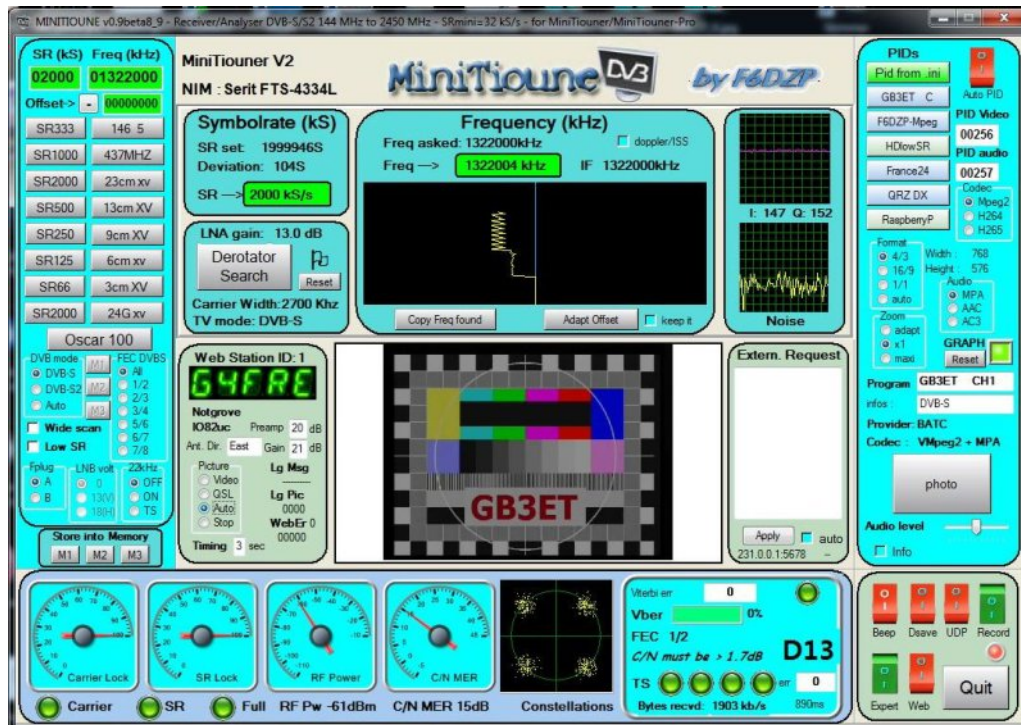 MINITIOUNE v0.9beta8_9 - Receiver/Analyser DVB-S/S2 144 MHz to 2450 MHz - SRmini=32 kS/s - for MiniTiouner/MiniTiouner-Pro
SR (kS) Freq (kHz)
02000 01322000
Offset-> - 00000000
SR333 146 5
SR1000 437MHZ
SR2000 23cm xv
SR500 13cm XV
SR250 9cm XV
SR125 6cm xv
SR66 3cm XV
SR2000 24G xv
Oscar 100
DVB mode
DVB-S
DVB-S2
Auto
M1
M2
M3
FEC DVBS
All
1/2
2/3
3/4
5/6
6/7
7/8
Wide scan
Low SR
Fplug
A
B
LNB volt
0
13(V)
18(H)
22kHz
OFF
ON
TS
Store into Memory
M1 M2 M3
MiniTiouner V2
NIM : Serit FTS-4334L
MiniTioune DVB by F6DZP
Symbolrate (kS)
SR set: 1999946S
Deviation: 104S
SR —> 2000 kS/s
LNA gain: 13.0 dB
Derotator Search
Reset
Carrier Width:2700 Khz
TV mode: DVB-S
Frequency (kHz)
Freq asked: 1322000kHz doppler/ISS
Freq —> 1322004 kHz IF 1322000kHz
Copy Freq found Adapt Offset keep it
I: 147 Q: 152
Noise
Web Station ID: 1
G4FRE
Notgrove
IO82uc Preamp 20 dB
Ant. Dir. East Gain 21 dB
Picture
Video
QSL
Auto
Stop
Lg Msg
Lg Pic
0000
WebEr 0
00000
Timing 3 sec
GB3ET
Extern. Request
Apply auto
231.0.0.1:5678 -
PIDs
Pid from .ini
GB3ET C
F6DZP-Mpeg
HDlowSR
France24
QRZ DX
RaspberryP
Auto PID
PID Video
00256
PID audio
00257
Codec
Mpeg2
H264
H265
Format
4/3
16/9
1/1
auto
Width : 768
Height : 576
Audio
MPA
AAC
AC3
Zoom
adapt
x1
maxi
GRAPH
Reset
Program GB3ET CH1
infos : DVB-S
Provider: BATC
Codec : VMpeg2 + MPA
photo
Audio level
Info
Carrier Lock
SR Lock
RF Power
C/N MER
Carrier SR Full RF Pw -61dBm C/N MER 15dB Constellations
Viterbi err 0
Vber 0%
FEC 1/2
C/N must be > 1.7dB D13
TS err 0
Bytes recvd: 1903 kb/s 890ms
Beep Dsave UDP Record
Expert Web Quit